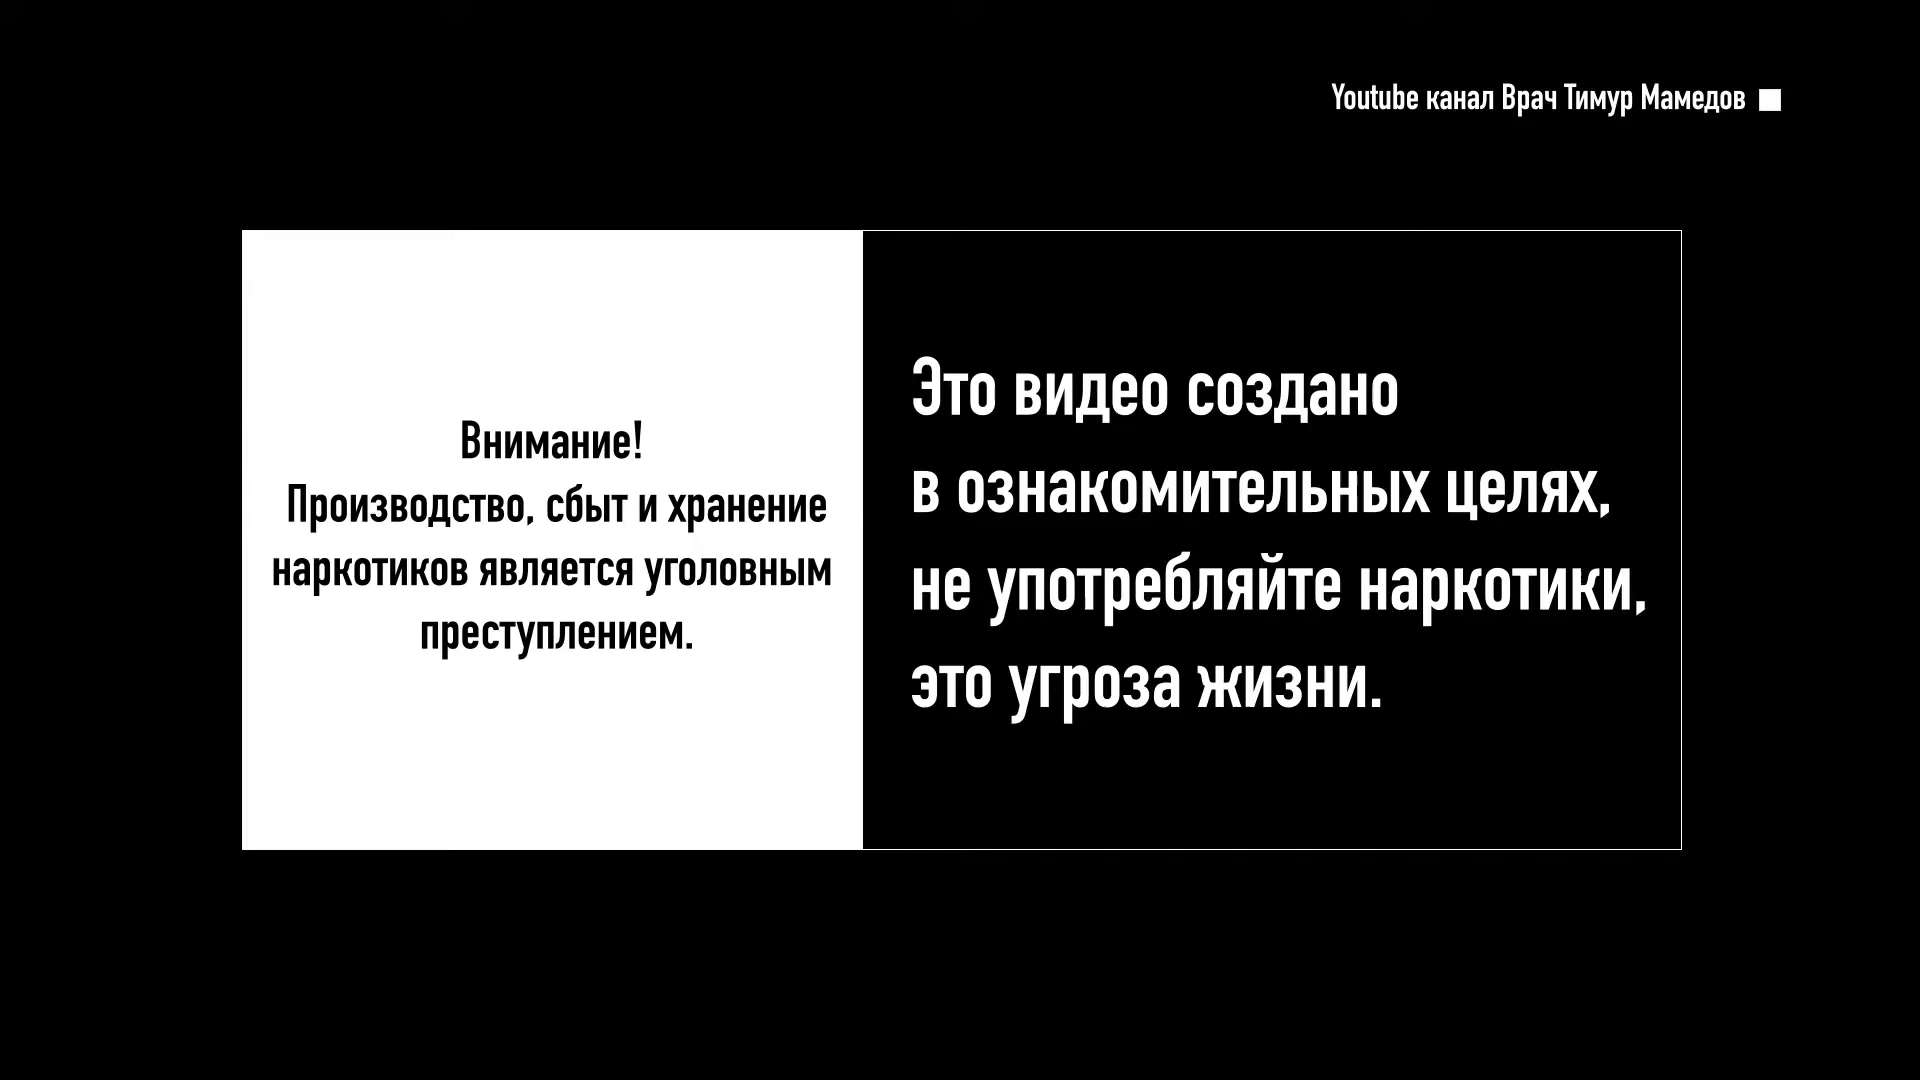 Youtube канал Врач Тимур Мамедов
Внимание!
Производство, сбыт и хранение
наркотиков является уголовным
преступлением.
Это видео создано
в ознакомительных целях,
не употребляйте наркотики,
это угроза жизни.